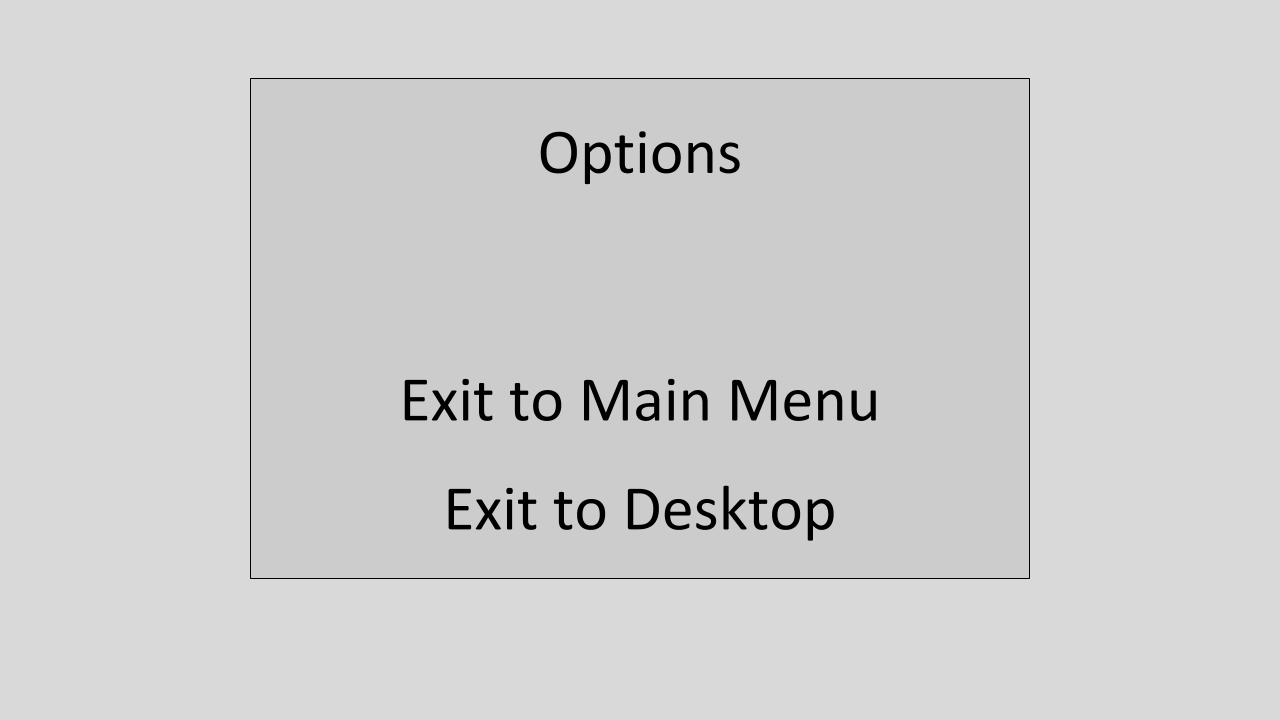 Options
Exit to Main Menu
Exit to Desktop